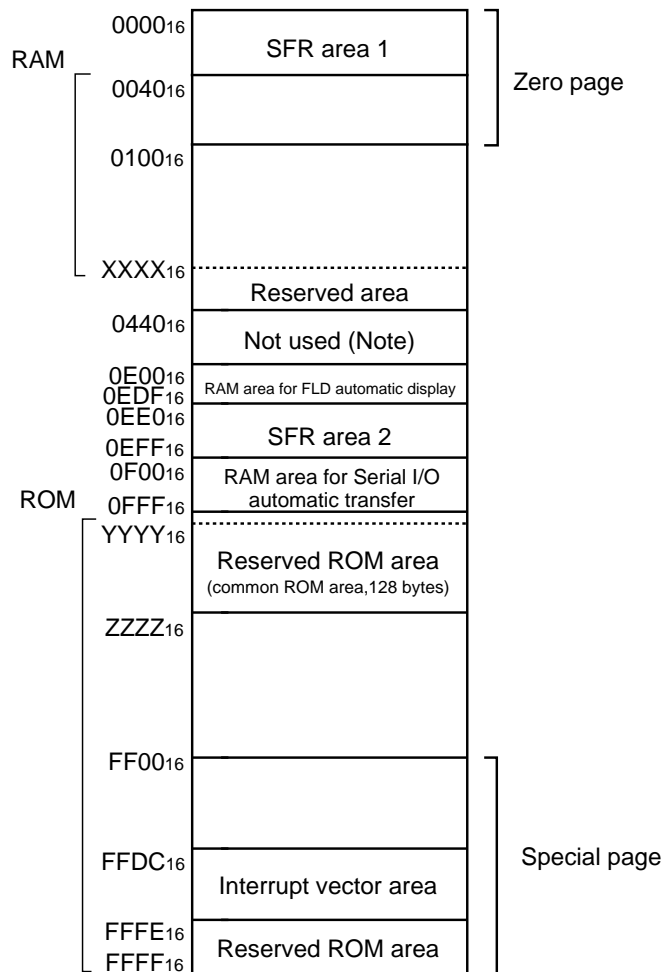 0000₁₆
SFR area 1
RAM
0040₁₆
Zero page
0100₁₆
XXXX₁₆
Reserved area
0440₁₆
Not used (Note)
0E00₁₆
0EDF₁₆
RAM area for FLD automatic display
0EE0₁₆
SFR area 2
0EFF₁₆
0F00₁₆
RAM area for Serial I/O
automatic transfer
ROM
0FFF₁₆
YYYY₁₆
Reserved ROM area
(common ROM area,128 bytes)
ZZZZ₁₆
FF00₁₆
FFDC₁₆
Special page
Interrupt vector area
FFFE₁₆
Reserved ROM area
FFFF₁₆